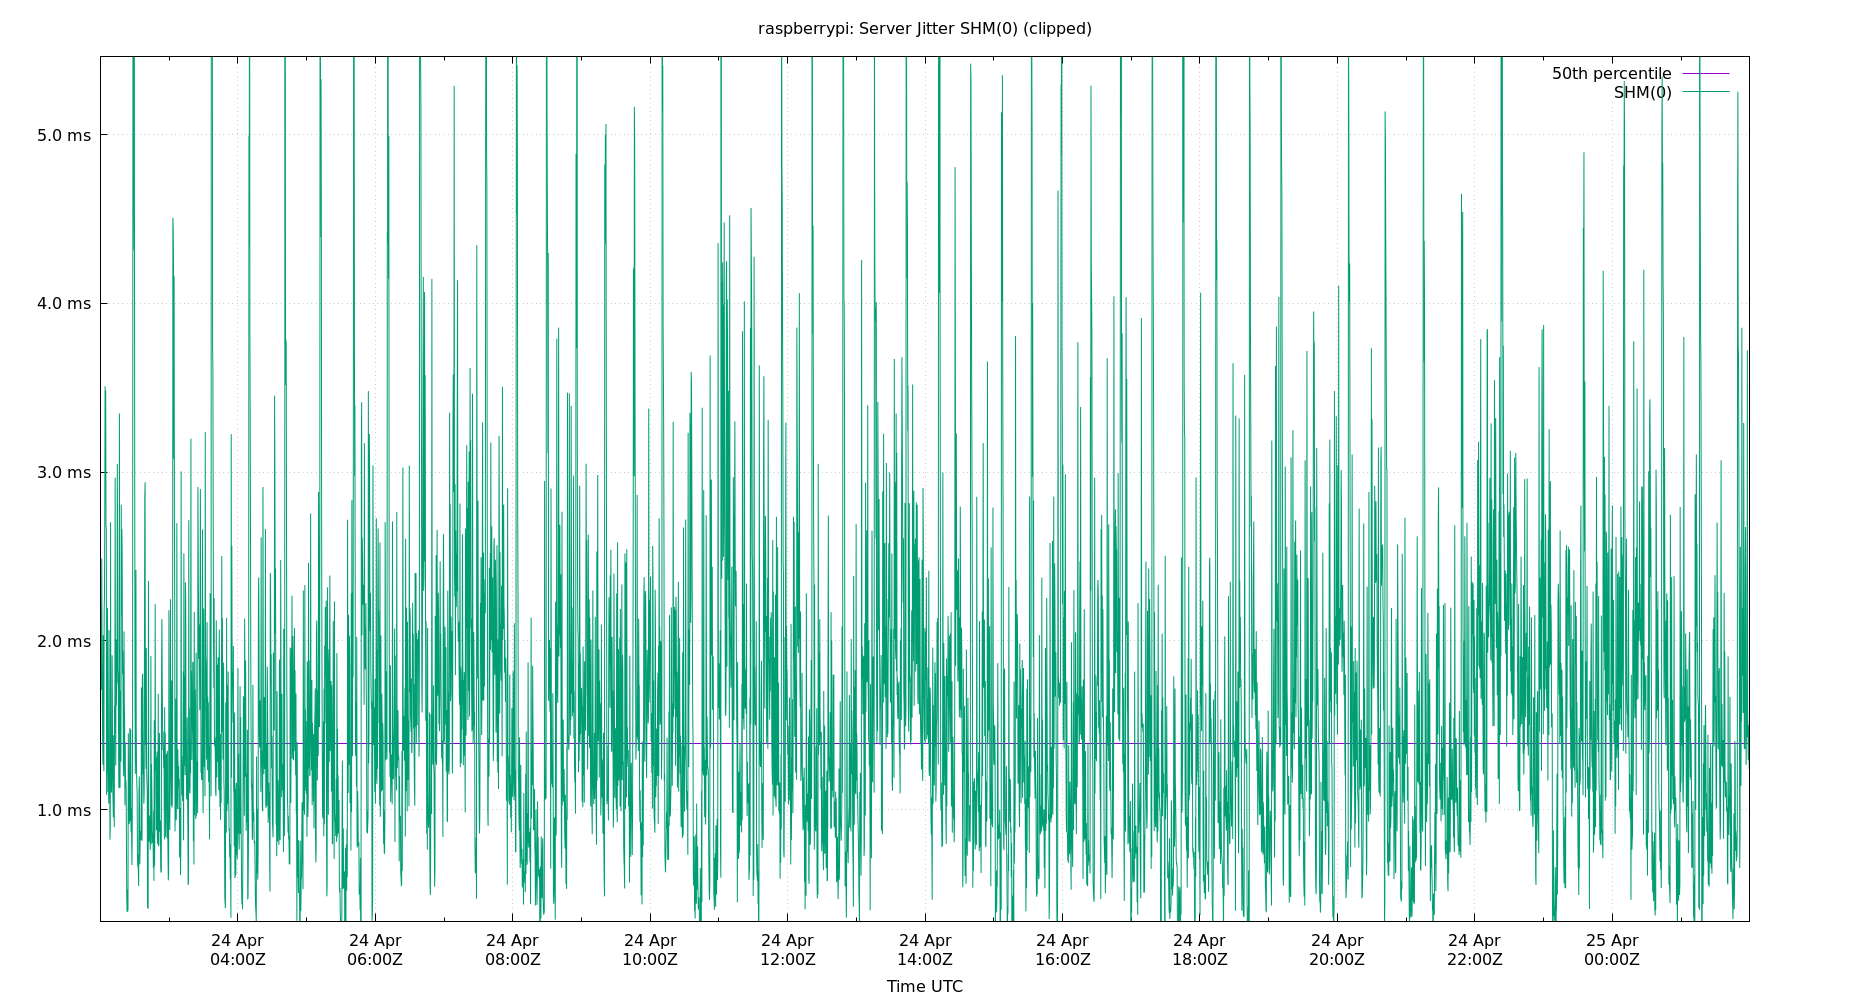 raspberrypi: Server Jitter SHM(0) (clipped)
50th percentile
SHM(0)
5.0 ms
4.0 ms
3.0 ms
2.0 ms
1.0 ms
24 Apr 24 Apr 24 Apr 24 Apr 24 Apr 24 Apr 24 Apr 24 Apr 24 Apr 24 Apr 25 Apr
04:00Z 06:00Z 08:00Z 10:00Z 12:00Z 14:00Z 16:00Z 18:00Z 20:00Z 22:00Z 00:00Z
Time UTC